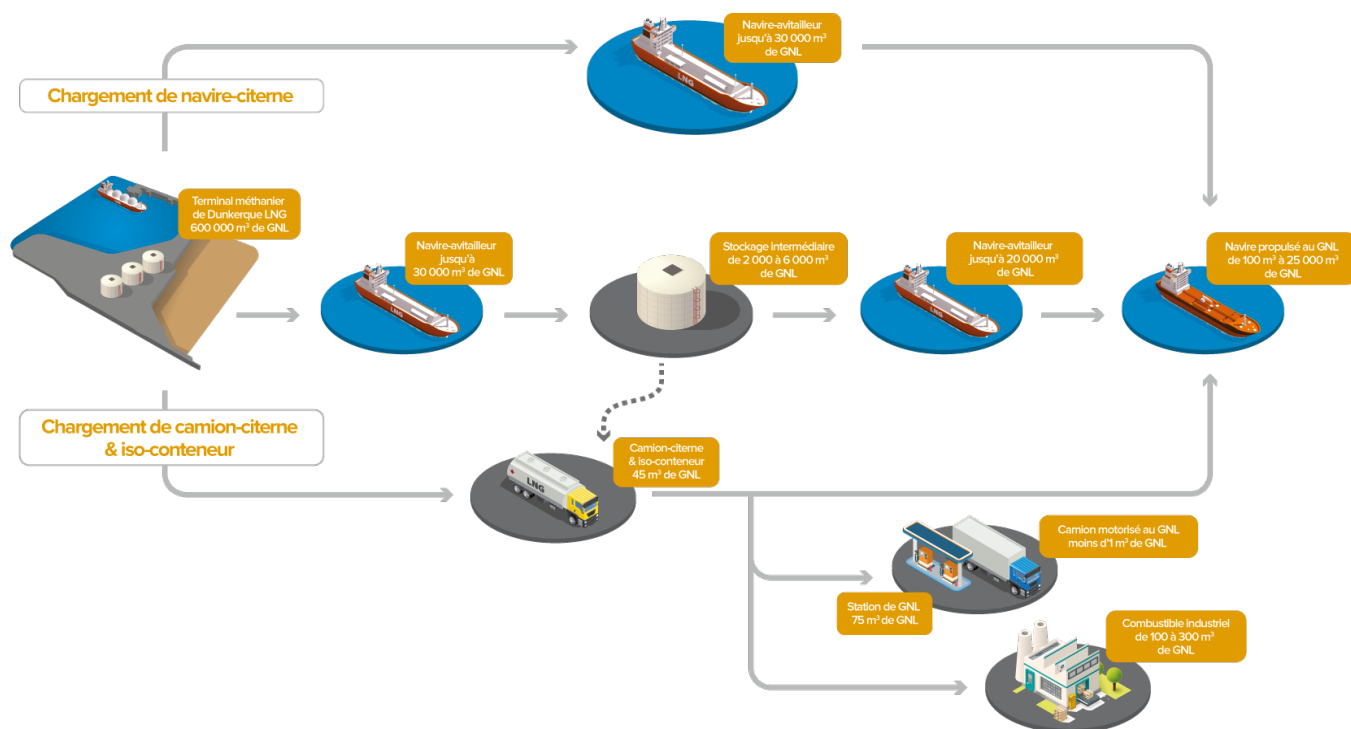 Navire-avitailleur
jusqu'à 30 000 m³
de GNL
Chargement de navire-citerne
LNG
Terminal méthanier
de Dunkerque LNG
600 000 m³ de GNL
Navire-avitailleur
jusqu'à
30 000 m³ de GNL
LNG
Stockage intermédiaire
de 2 000 à 6 000 m³
de GNL
Navire-avitailleur
jusqu'à 20 000 m³
de GNL
LNG
Navire propulsé au GNL
de 100 m³ à 25 000 m³
de GNL
Chargement de camion-citerne
& iso-conteneur
Camion-citerne
& iso-conteneur
45 m³ de GNL
LNG
Camion motorisé au GNL
moins d'1 m³ de GNL
Station de GNL
75 m³ de GNL
Combustible industriel
de 100 à 300 m³
de GNL